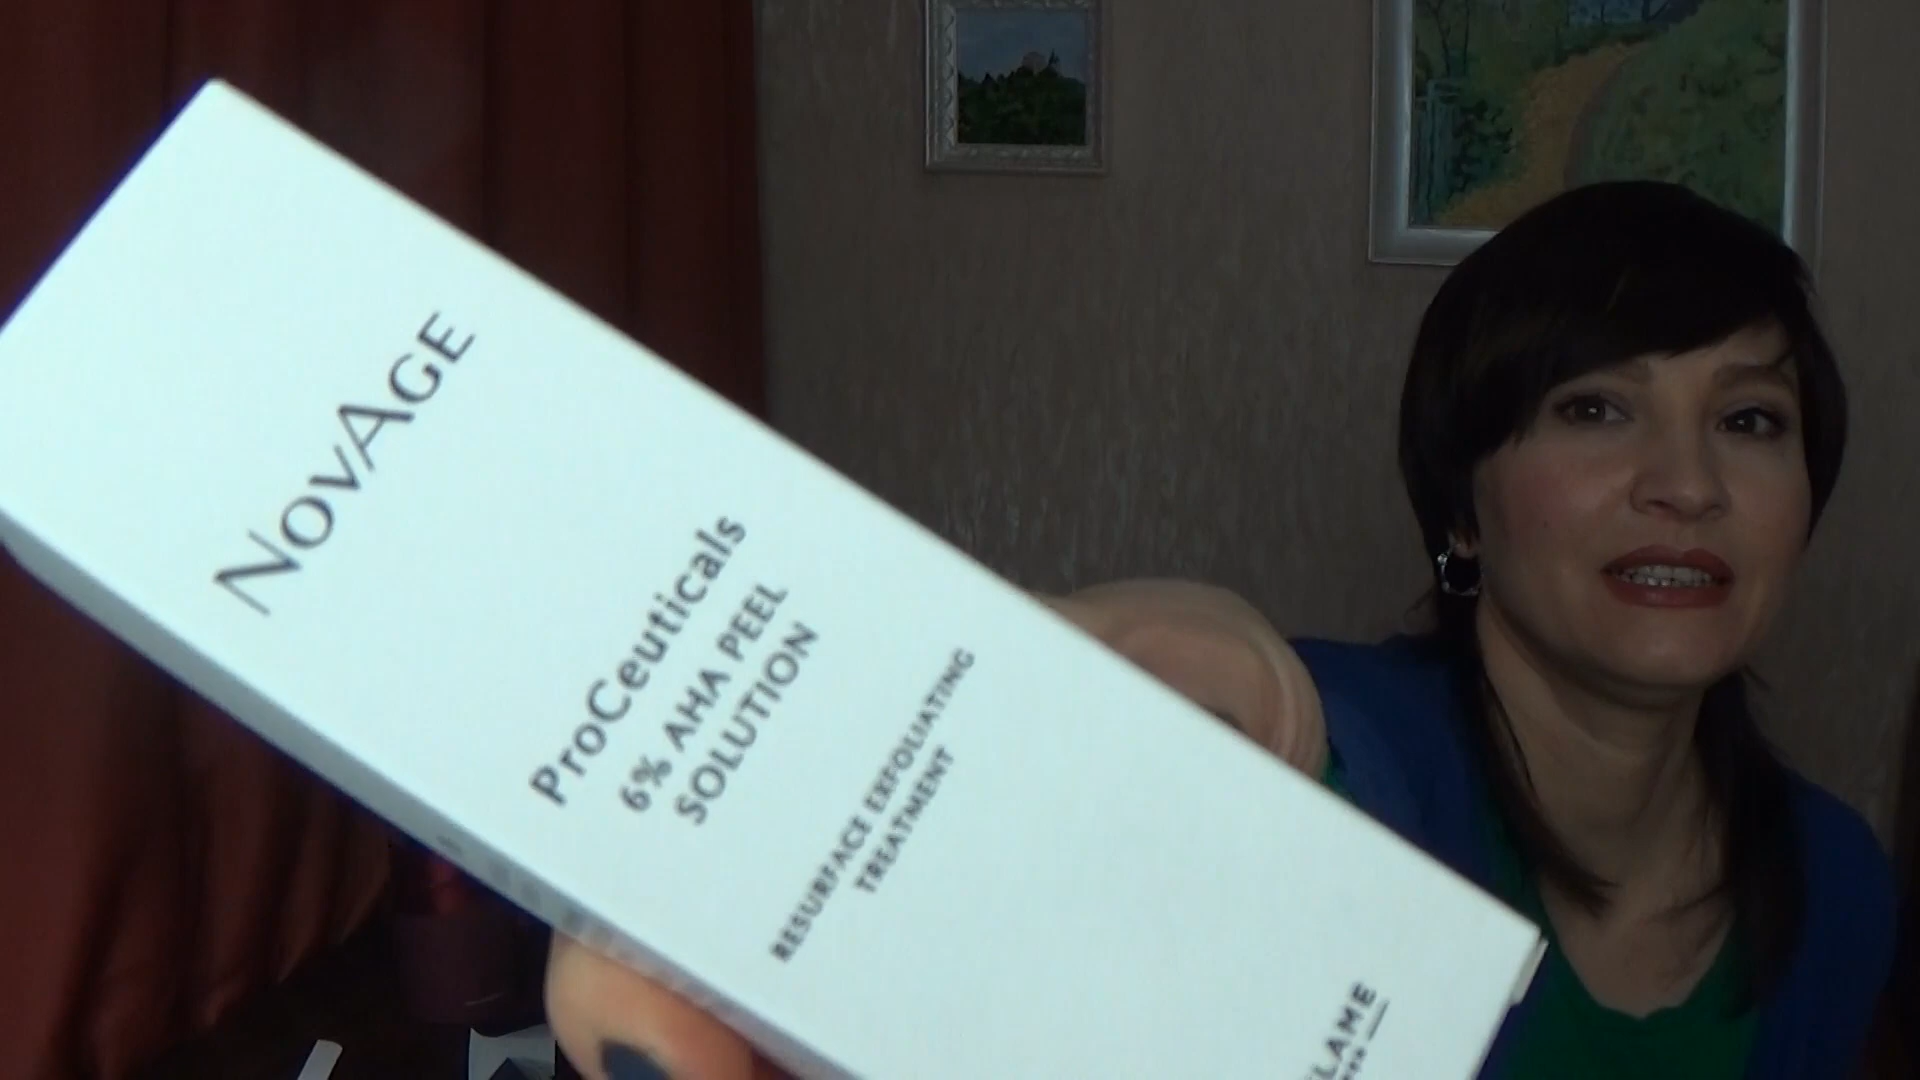 NOVAGE
ProCeuticals
6% AHA PEEL
SOLUTION
RESURFACE EXFOLIATING
TREATMENT